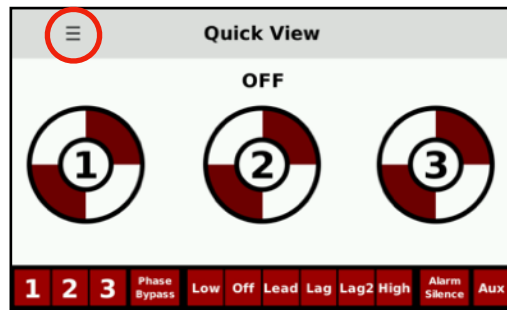 ☰ Quick View
OFF
1 2 3
1 2 3 Phase Bypass Low Off Lead Lag Lag2 High Alarm Silence Aux